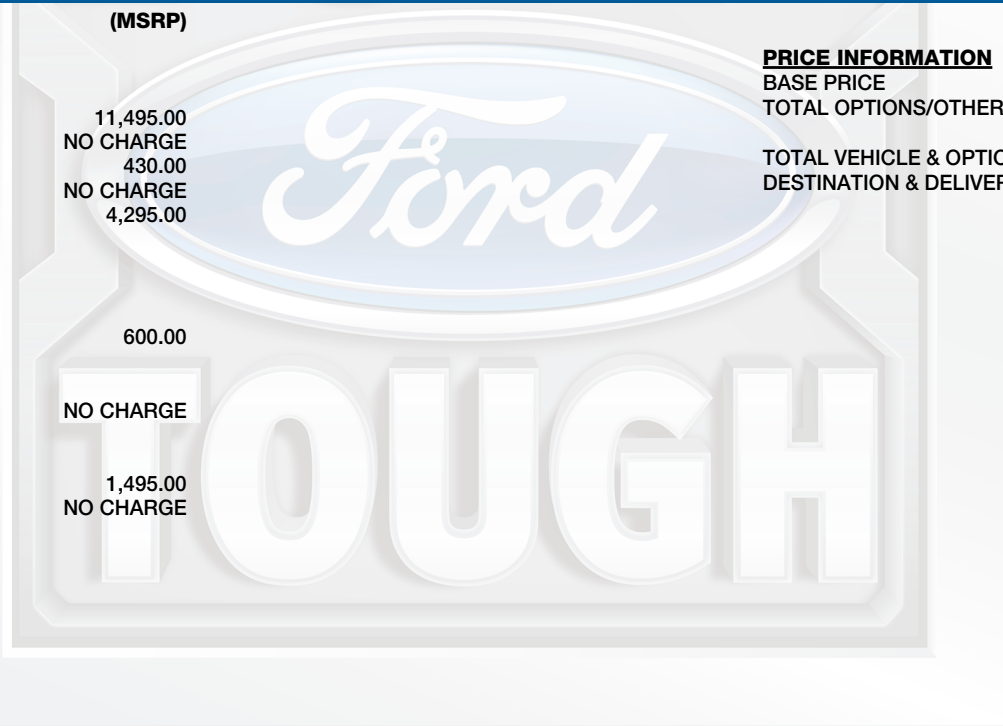 (MSRP)
11,495.00
NO CHARGE
430.00
NO CHARGE
4,295.00
600.00
NO CHARGE
1,495.00
NO CHARGE
PRICE INFORMATION
BASE PRICE
TOTAL OPTIONS/OTHER
TOTAL VEHICLE & OPTIO
DESTINATION & DELIVER
Ford
TOUGH